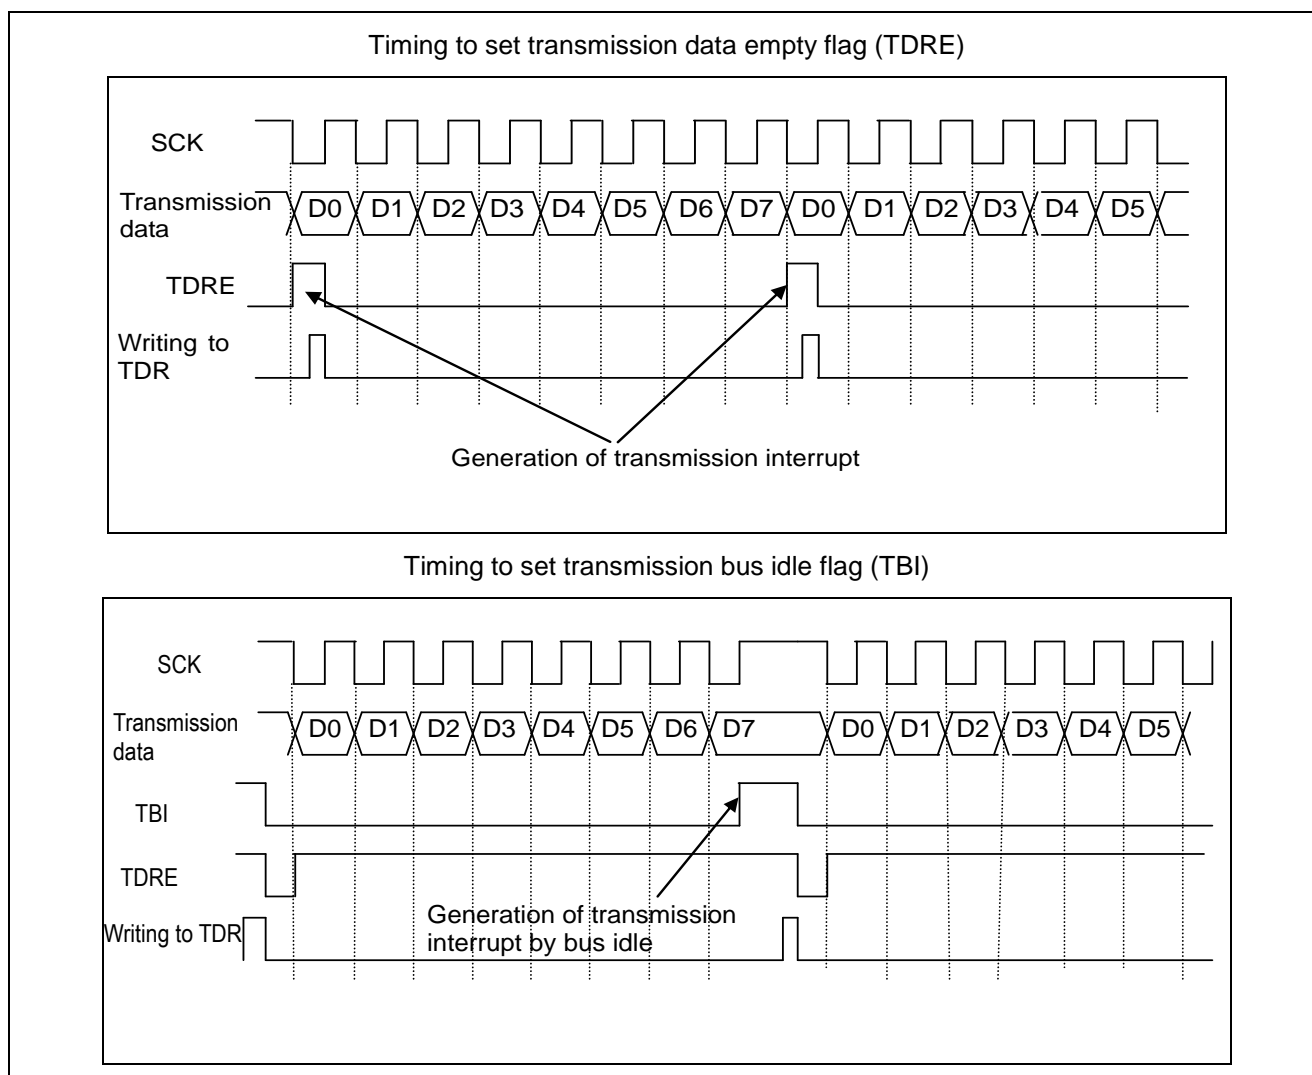 Timing to set transmission data empty flag (TDRE)
SCK
Transmission
data
D0 D1 D2 D3 D4 D5 D6 D7 D0 D1 D2 D3 D4 D5
TDRE
Writing to
TDR
Generation of transmission interrupt
Timing to set transmission bus idle flag (TBI)
SCK
Transmission
data
D0 D1 D2 D3 D4 D5 D6 D7 D0 D1 D2 D3 D4 D5
TBI
TDRE
Writing to TDR
Generation of transmission
interrupt by bus idle